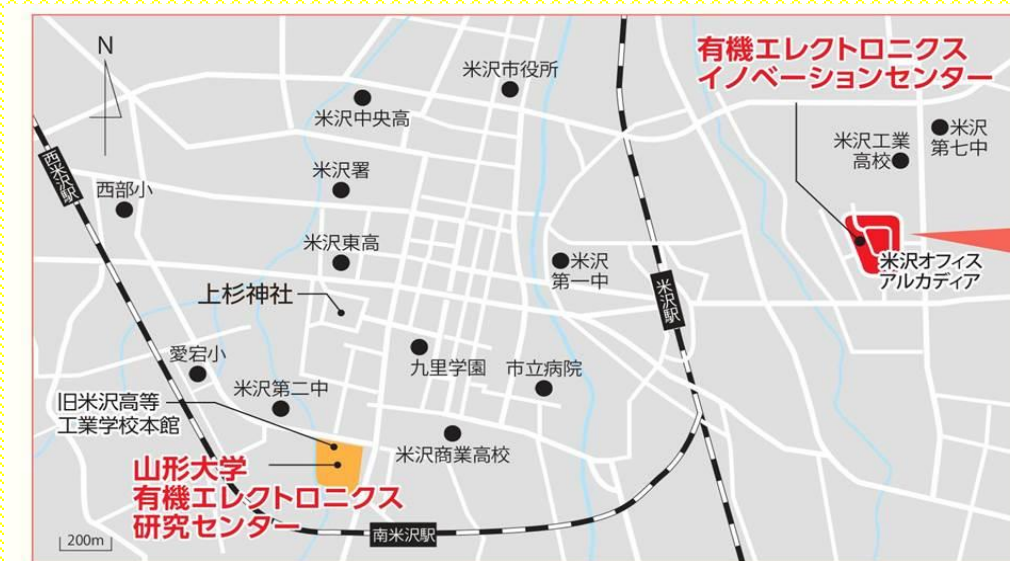 N
米沢市役所
有機エレクトロニクス
イノベーションセンター
米沢中央高
米沢
第七中
米沢工業
高校
西米沢駅
西部小
米沢署
米沢東高
米沢
第一中
米沢オフィス
アルカディア
上杉神社
米沢駅
愛宕小
九里学園
市立病院
米沢第二中
旧米沢高等
工業学校本館
米沢商業高校
山形大学
有機エレクトロニクス
研究センター
南米沢駅
200m